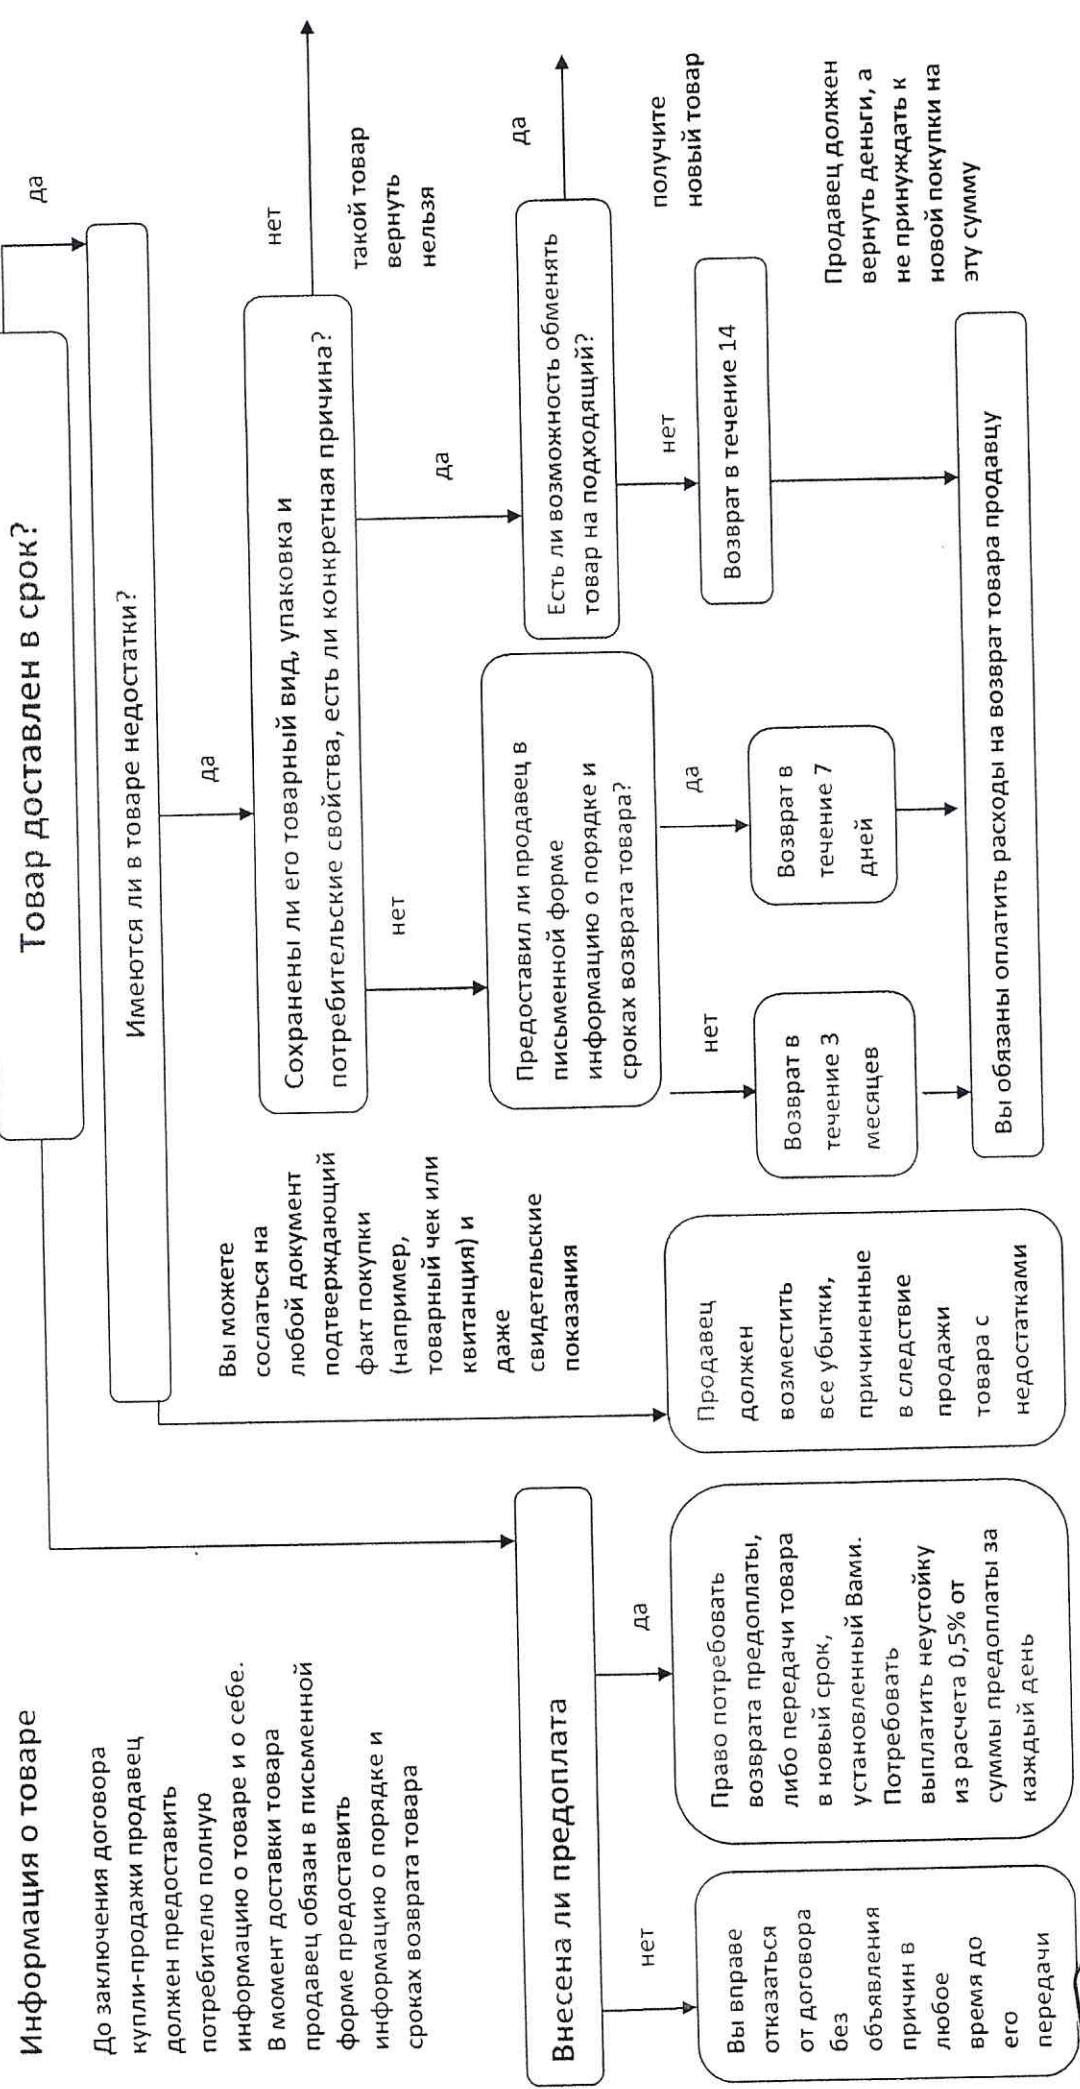 Информация о товаре
До заключения договора
купли-продажи продавец
должен предоставить
потребителю полную
информацию о товаре и о себе.
В момент доставки товара
продавец обязан в письменной
форме предоставить
информацию о порядке и
сроках возврата товара
Товар доставлен в срок?
да
Имеются ли в товаре недостатки?
да
Вы можете
сослаться на
любой документ
подтверждающий
факт покупки
(например,
товарный чек или
квитанция) и
даже
свидетельские
показания
Сохранены ли его товарный вид, упаковка и
потребительские свойства, есть ли конкретная причина?
нет
такой товар
вернуть
нельзя
нет
да
Предоставил ли продавец в
письменной форме
информацию о порядке и
сроках возврата товара?
Есть ли возможность обменять
товар на подходящий?
да
получите
новый товар
нет
да
нет
Возврат в
течение 3
месяцев
Возврат в
течение 7
дней
Возврат в течение 14
Продавец должен
вернуть деньги, а
не принуждать к
новой покупки на
эту сумму
Вы обязаны оплатить расходы на возврат товара продавцу
Внесена ли предоплата
нет
да
Вы вправе
отказаться
от договора
без
объявления
причин в
любое
время до
его
передачи
Право потребовать
возврата предоплаты,
либо передачи товара
в новый срок,
установленный Вами.
Потребовать
выплатить неустойку
из расчета 0,5% от
суммы предоплаты за
каждый день
Продавец
должен
возместить
все убытки,
причиненные
в следствие
продажи
товара с
недостатками